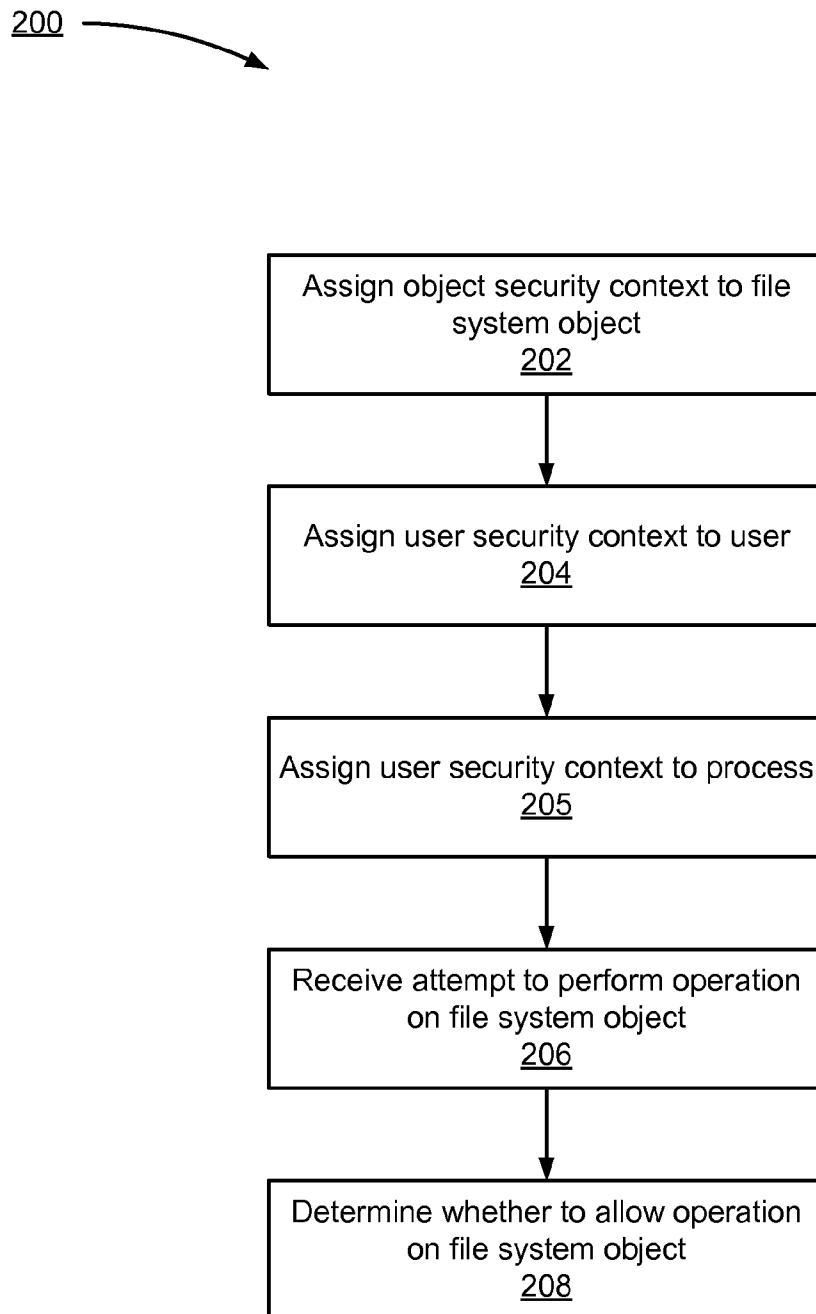 200
Assign object security context to file
system object
202
Assign user security context to user
204
Assign user security context to process
205
Receive attempt to perform operation
on file system object
206
Determine whether to allow operation
on file system object
208